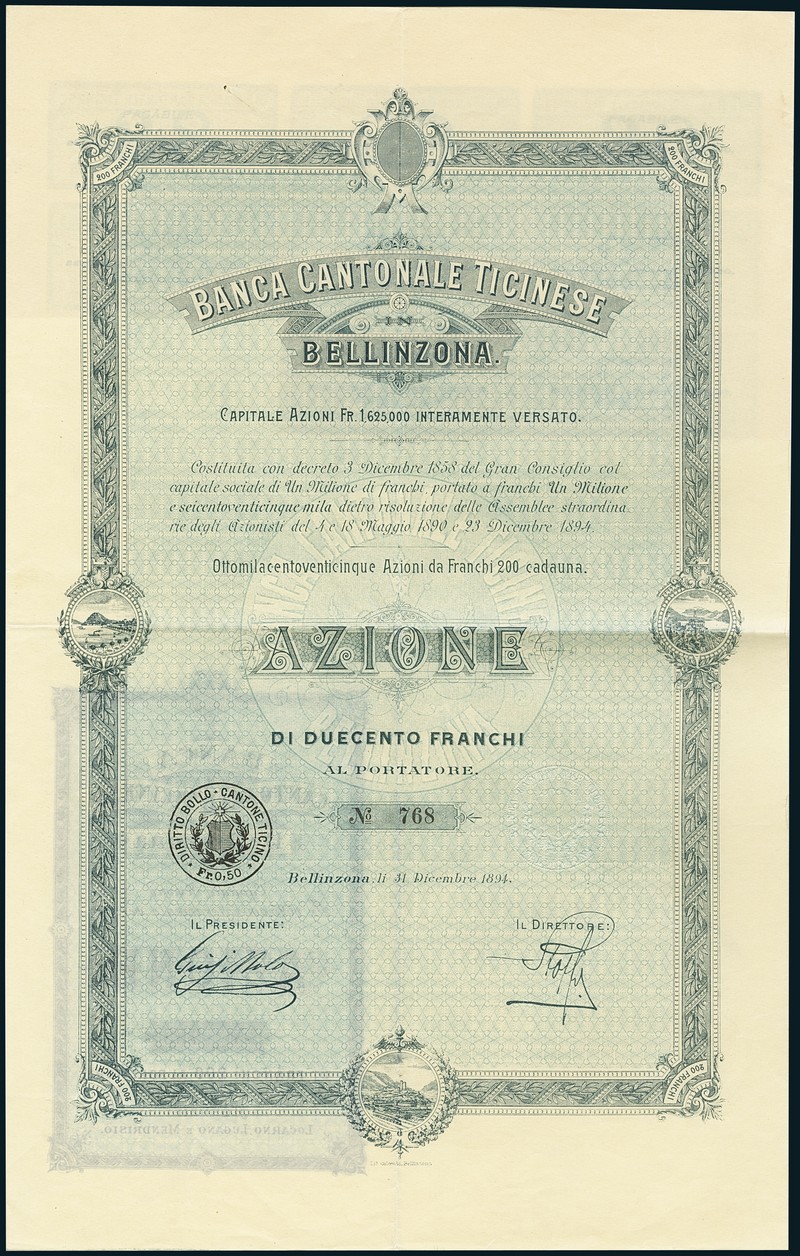 200 FRANCHI
200 FRANCHI
BANCA CANTONALE TICINESE
IN
BELLINZONA.
CAPITALE AZIONI FR. 1,625,000 INTERAMENTE VERSATO.
Costituita con decreto 3 Dicembre 1858 del Gran Consiglio col
capitale sociale di Un Milione di franchi, portato a franchi Un Milione
e seicentoventicinque mila dietro risoluzione delle Assemblee straordina
rie degli Azionisti del 4 e 18 Maggio 1890 e 23 Dicembre 1894.
Ottomilacentoventicinque Azioni da Franchi 200 cadauna.
AZIONE
DI DUECENTO FRANCHI
AL PORTATORE.
No 768
DIRITTO BOLLO - CANTONE TICINO
Fr. 0,50
Bellinzona, li 31 Dicembre 1894.
IL PRESIDENTE:
IL DIRETTORE:
200 FRANCHI
200 FRANCHI
LOCARNO LUGANO E MENDRISIO.